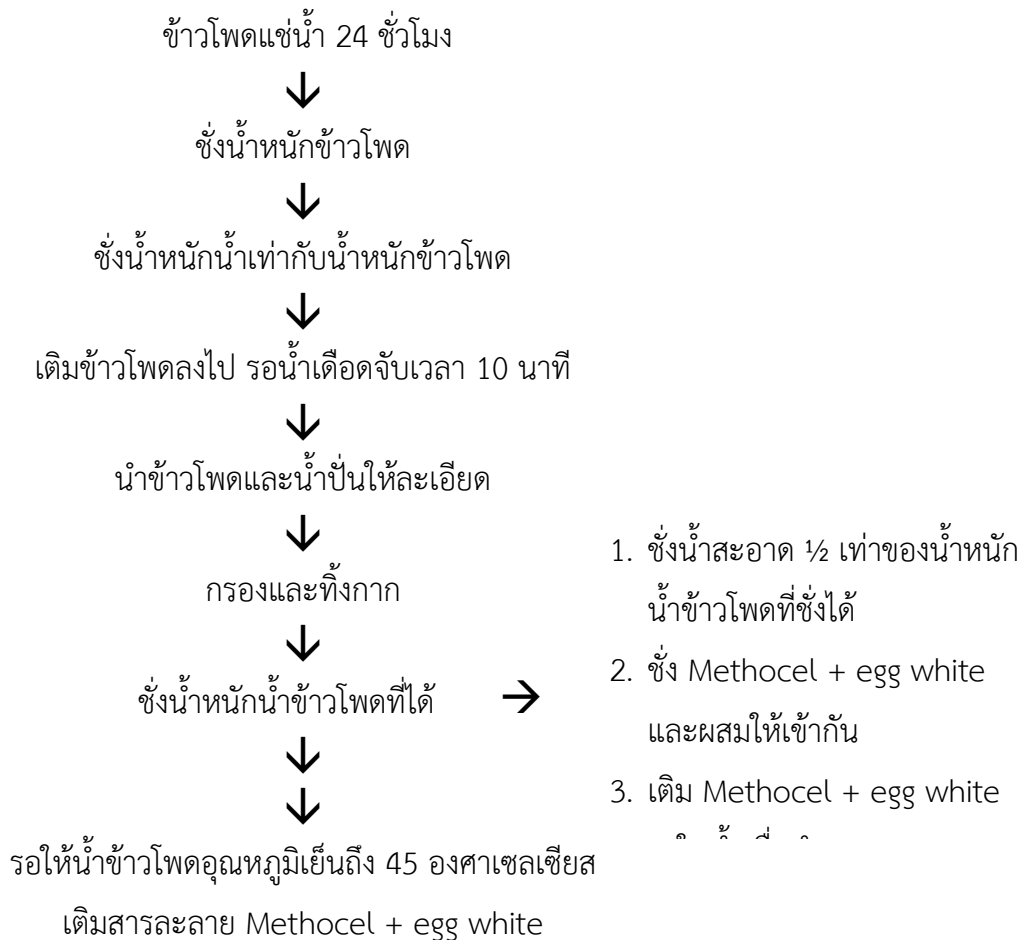 ข้าวโพดแช่น้ำ 24 ชั่วโมง
ชั่งน้ำหนักข้าวโพด
ชั่งน้ำหนักน้ำเท่ากับน้ำหนักข้าวโพด
เติมข้าวโพดลงไป รอน้ำเดือดจับเวลา 10 นาที
นำข้าวโพดและน้ำปั่นให้ละเอียด
กรองและทิ้งกาก
ชั่งน้ำหนักน้ำข้าวโพดที่ได้
1. ชั่งน้ำสะอาด ½ เท่าของน้ำหนัก
น้ำข้าวโพดที่ชั่งได้
2. ชั่ง Methocel + egg white
และผสมให้เข้ากัน
3. เติม Methocel + egg white
รอให้น้ำข้าวโพดอุณหภูมิเย็นถึง 45 องศาเซลเซียส
เติมสารละลาย Methocel + egg white